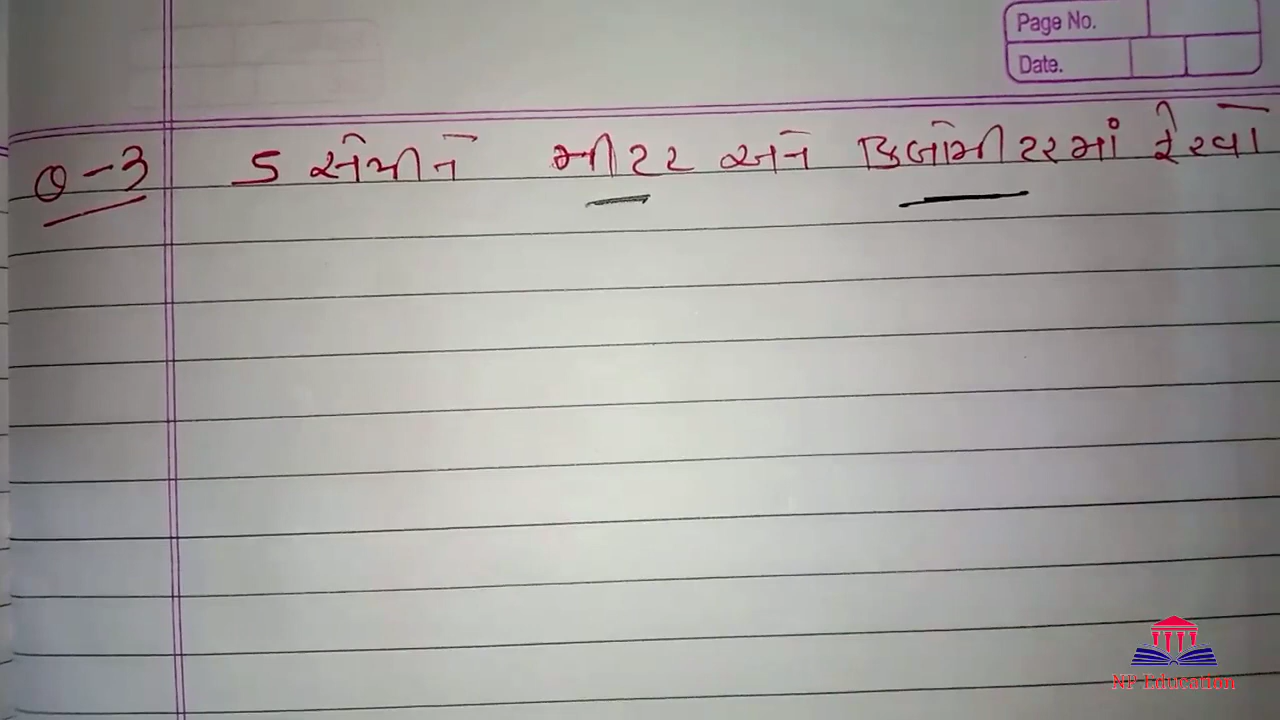 Page No.
Date.
Q-3 5 સેમીને મીટર અને કિલોમીટરમાં ફેરવો
NP Education